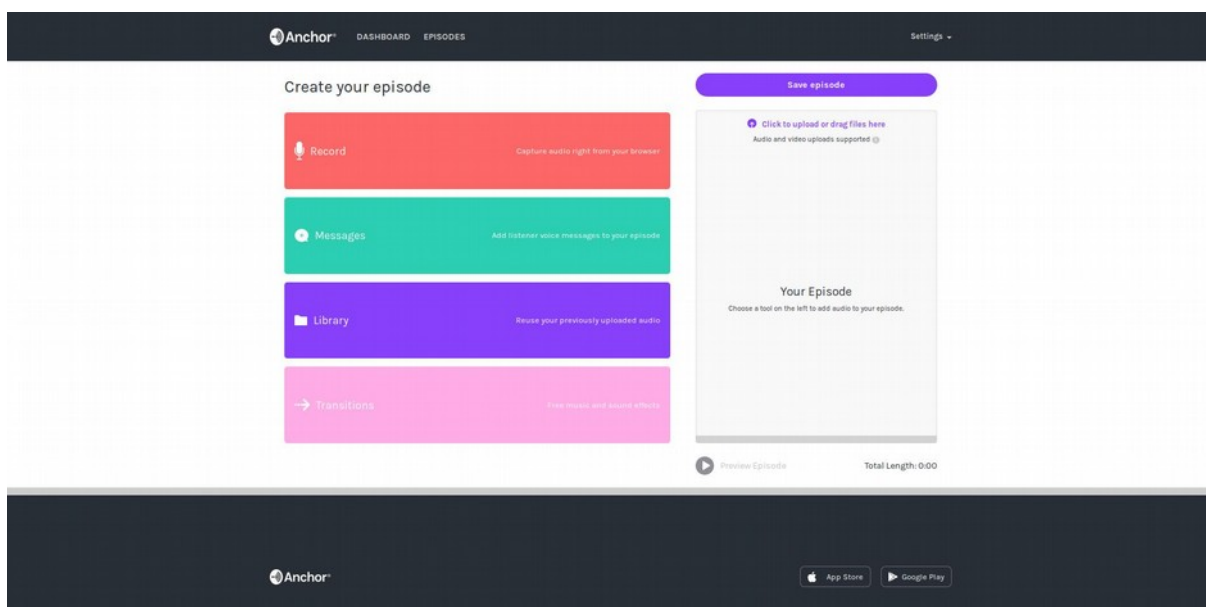 Anchor DASHBOARD EPISODES Settings
Create your episode
Save episode
Record Capture audio right from your browser
Messages Add listener voice messages to your episode
Library Reuse your previously uploaded audio
Transitions Free music and sound effects
Click to upload or drag files here
Audio and video uploads supported
Your Episode
Choose a tool on the left to add audio to your episode.
Preview Episode Total Length: 0:00
Anchor App Store Google Play